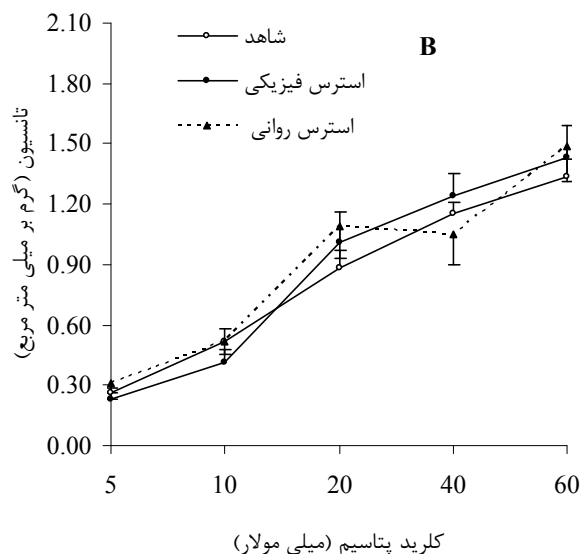 2.10
1.80
1.50
1.20
0.90
0.60
0.30
0.00
تانسیون (گرم بر میلی متر مربع)
شاهد
استرس فیزیکی
استرس روانی
B
5 10 20 40 60
کلرید پتاسیم (میلی مولار)